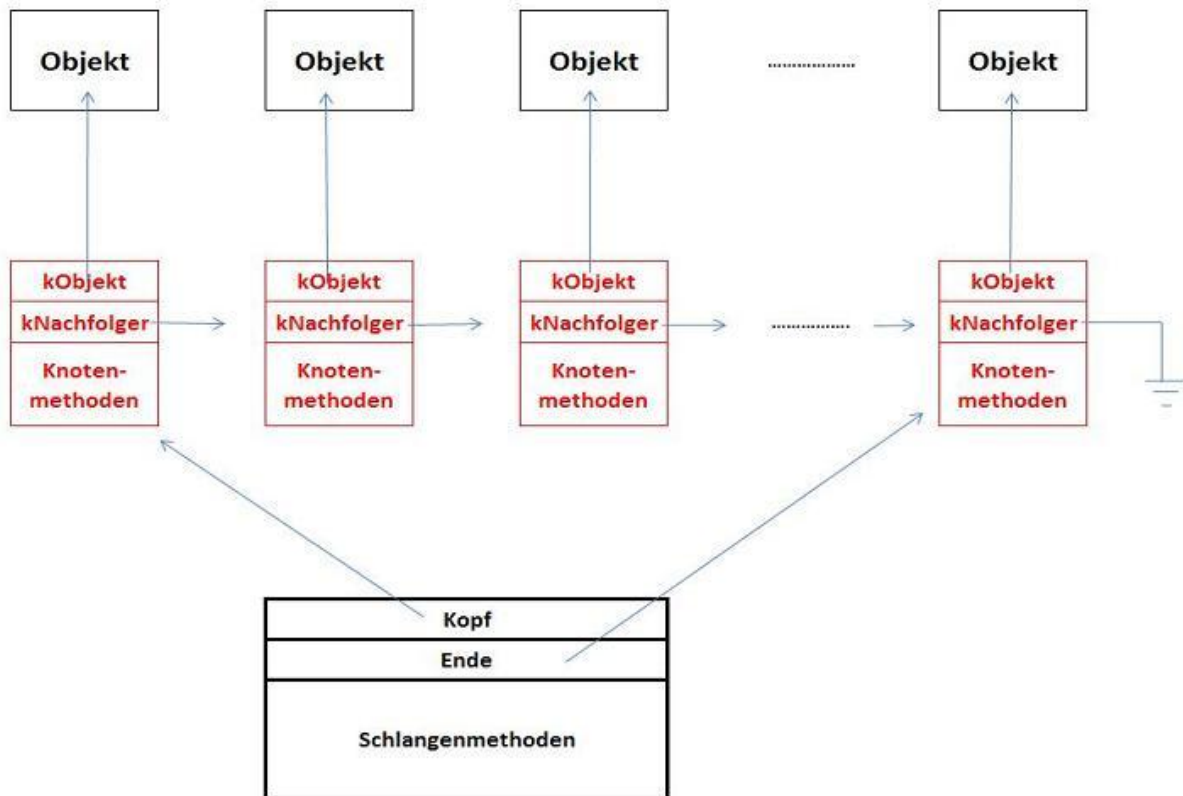 Objekt Objekt Objekt ................ Objekt
kObjekt kObjekt kObjekt kObjekt
kNachfolger kNachfolger kNachfolger .............. kNachfolger
Knoten- Knoten- Knoten- Knoten-
methoden methoden methoden methoden
Kopf
Ende
Schlangenmethoden